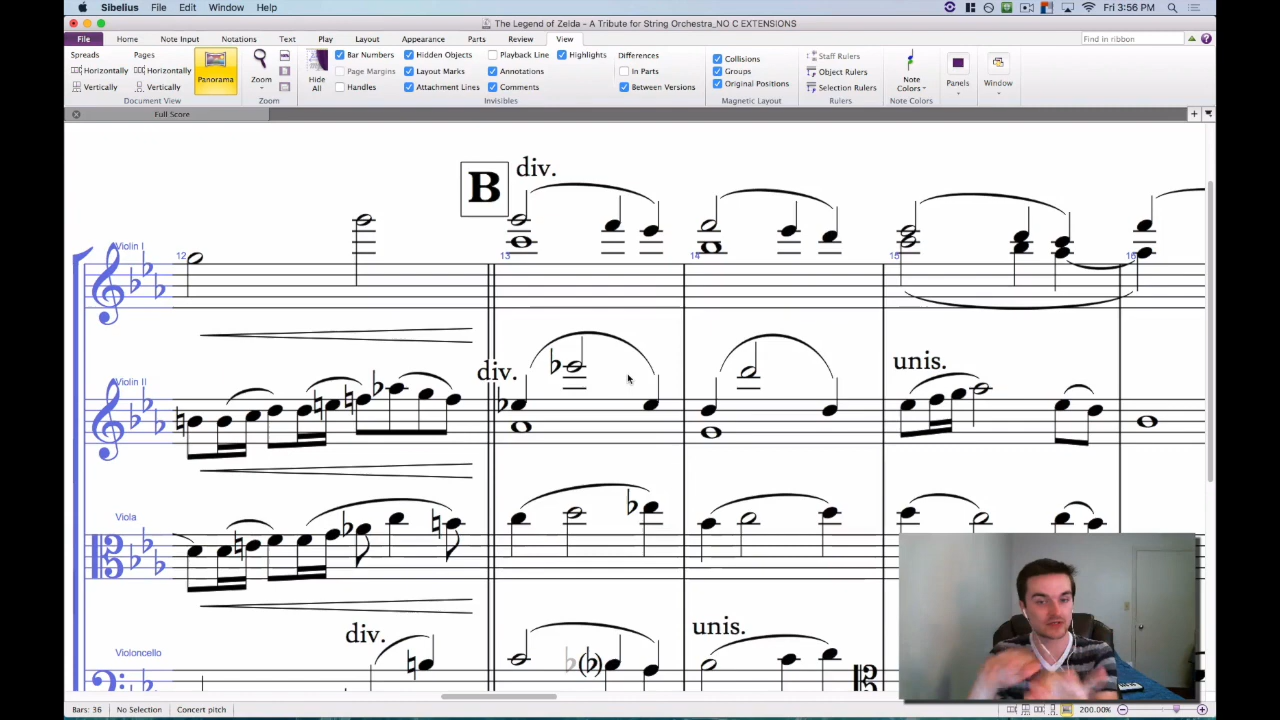 Sibelius File Edit Window Help Fri 3:56 PM
The Legend of Zelda - A Tribute for String Orchestra_NO C EXTENSIONS
File Home Note Input Notations Text Play Layout Appearance Parts Review View Find in ribbon
Spreads Pages Bar Numbers Hidden Objects Playback Line Highlights Differences Collisions Staff Rulers
Horizontally Horizontally Panorama Zoom Hide All Page Margins Layout Marks Annotations In Parts Groups Object Rulers Note Colors Panels Window
Vertically Vertically Handles Attachment Lines Comments Between Versions Original Positions Selection Rulers
Document View Zoom Invisibles Magnetic Layout Rulers Note Colors
Full Score
B div.
Violin I
12 13 14 15 16
div. unis.
Violin II
Viola
div. unis.
Violoncello
Bars: 36 No Selection Concert pitch 200.00%